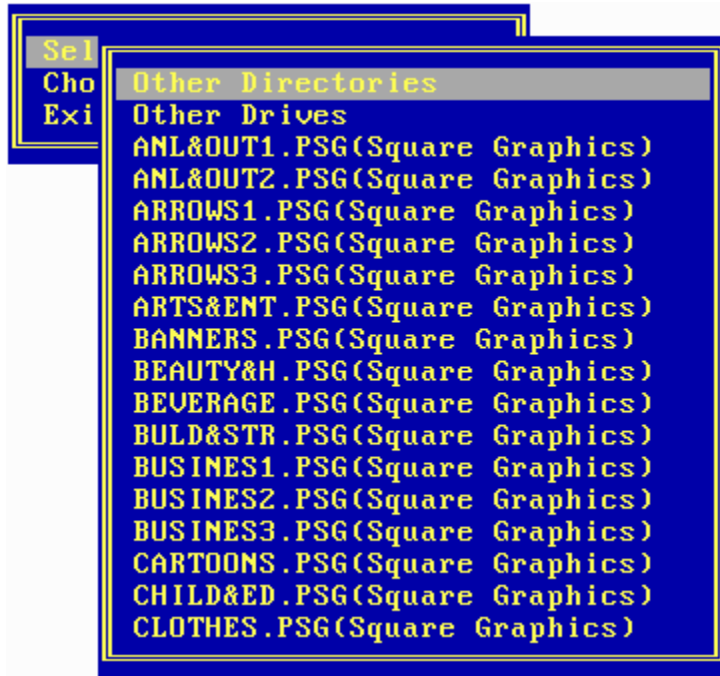 Sel
Cho
Exi
Other Directories
Other Drives
ANL&OUT1.PSG(Square Graphics)
ANL&OUT2.PSG(Square Graphics)
ARROWS1.PSG(Square Graphics)
ARROWS2.PSG(Square Graphics)
ARROWS3.PSG(Square Graphics)
ARTS&ENT.PSG(Square Graphics)
BANNERS.PSG(Square Graphics)
BEAUTY&H.PSG(Square Graphics)
BEVERAGE.PSG(Square Graphics)
BULD&STR.PSG(Square Graphics)
BUSINES1.PSG(Square Graphics)
BUSINES2.PSG(Square Graphics)
BUSINES3.PSG(Square Graphics)
CARTOONS.PSG(Square Graphics)
CHILD&ED.PSG(Square Graphics)
CLOTHES.PSG(Square Graphics)